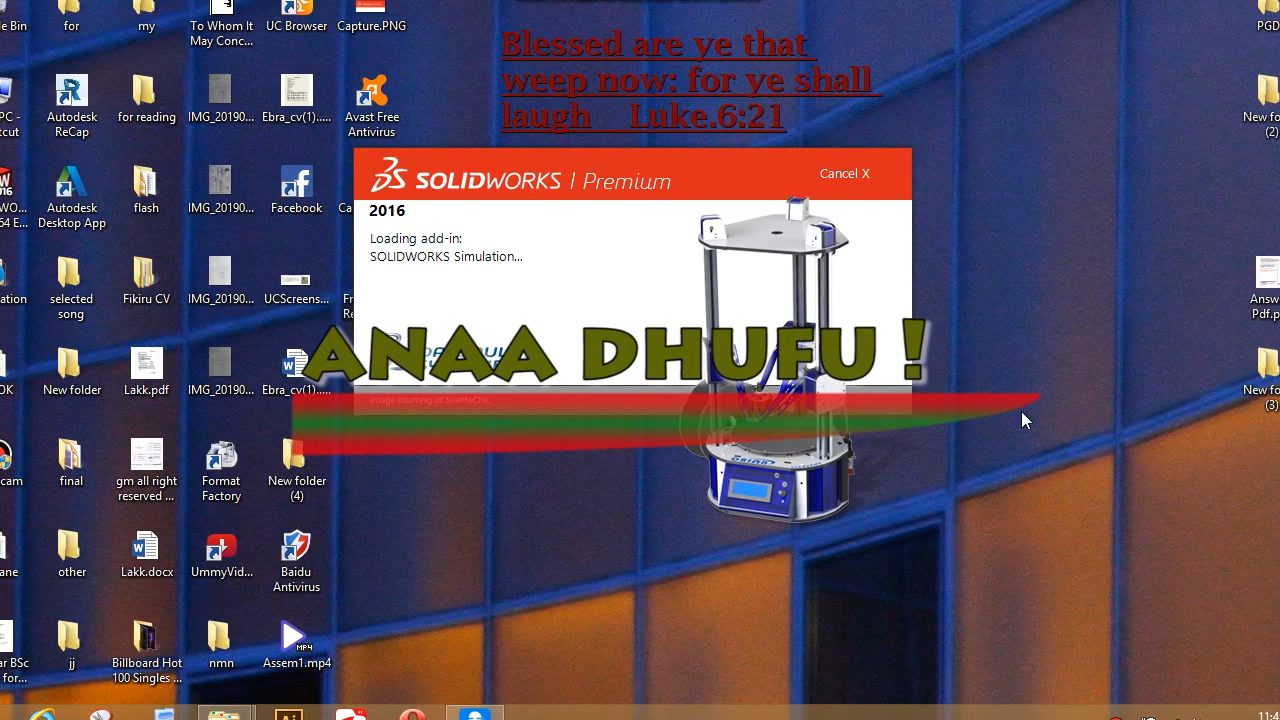 for
my
To Whom It
May Conc...
UC Browser
Capture.PNG
Blessed are ye that
weep now: for ye shall
laugh Luke.6:21
Autodesk
ReCap
for reading
IMG_20190...
Ebra_cv(1)....
Avast Free
Antivirus
New fo
(2)
SOLIDWORKS | Premium
Cancel X
2016
Loading add-in:
SOLIDWORKS Simulation...
Autodesk
Desktop App
flash
IMG_20190...
Facebook
selected
song
Fikiru CV
IMG_20190...
UCScreens...
Answ
Pdf.p
ANAA DHUFU !
Image courtesy of SeeMeCNC
New folder
Lakk.pdf
IMG_20190...
Ebra_cv(1)....
New fo
(3)
gm all right
reserved ...
Format
Factory
New folder
(4)
other
Lakk.docx
UmmyVid...
Baidu
Antivirus
jj
Billboard Hot
100 Singles ...
nmn
MP4
Assem1.mp4